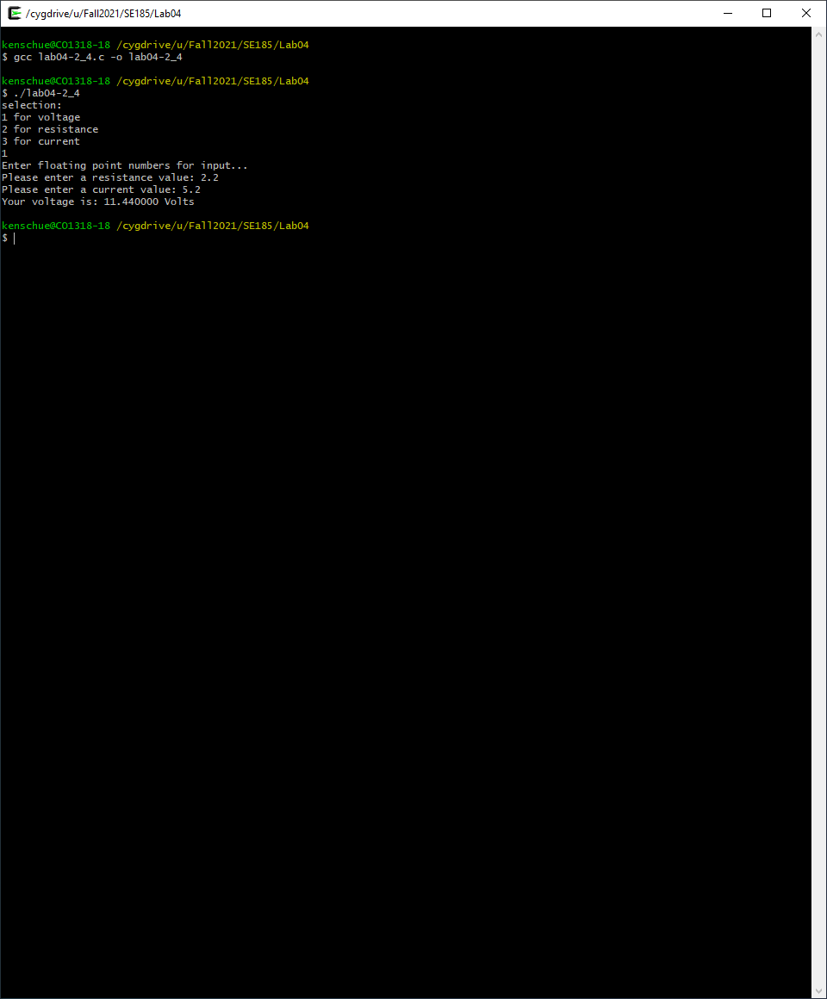 /cygdrive/u/Fall2021/SE185/Lab04
kenschue@CO1318-18 /cygdrive/u/Fall2021/SE185/Lab04
$ gcc lab04-2_4.c -o lab04-2_4
kenschue@CO1318-18 /cygdrive/u/Fall2021/SE185/Lab04
$ ./lab04-2_4
selection:
1 for voltage
2 for resistance
3 for current
1
Enter floating point numbers for input...
Please enter a resistance value: 2.2
Please enter a current value: 5.2
Your voltage is: 11.440000 Volts
kenschue@CO1318-18 /cygdrive/u/Fall2021/SE185/Lab04
$